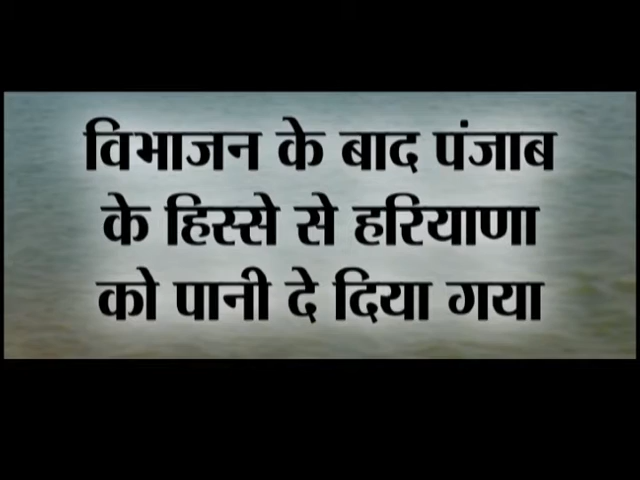 विभाजन के बाद पंजाब
के हिस्से से हरियाणा
को पानी दे दिया गया